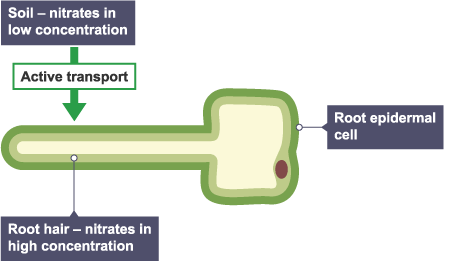 Soil – nitrates in
low concentration
Active transport
Root epidermal
cell
Root hair – nitrates in
high concentration